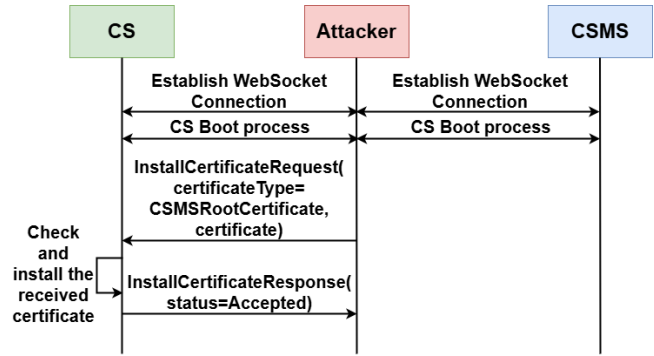 CS
Attacker
CSMS
Establish WebSocket
Connection
Establish WebSocket
Connection
CS Boot process
CS Boot process
InstallCertificateRequest(
certificateType=
CSMSRootCertificate,
certificate)
Check
and
install the
received
certificate
InstallCertificateResponse(
status=Accepted)